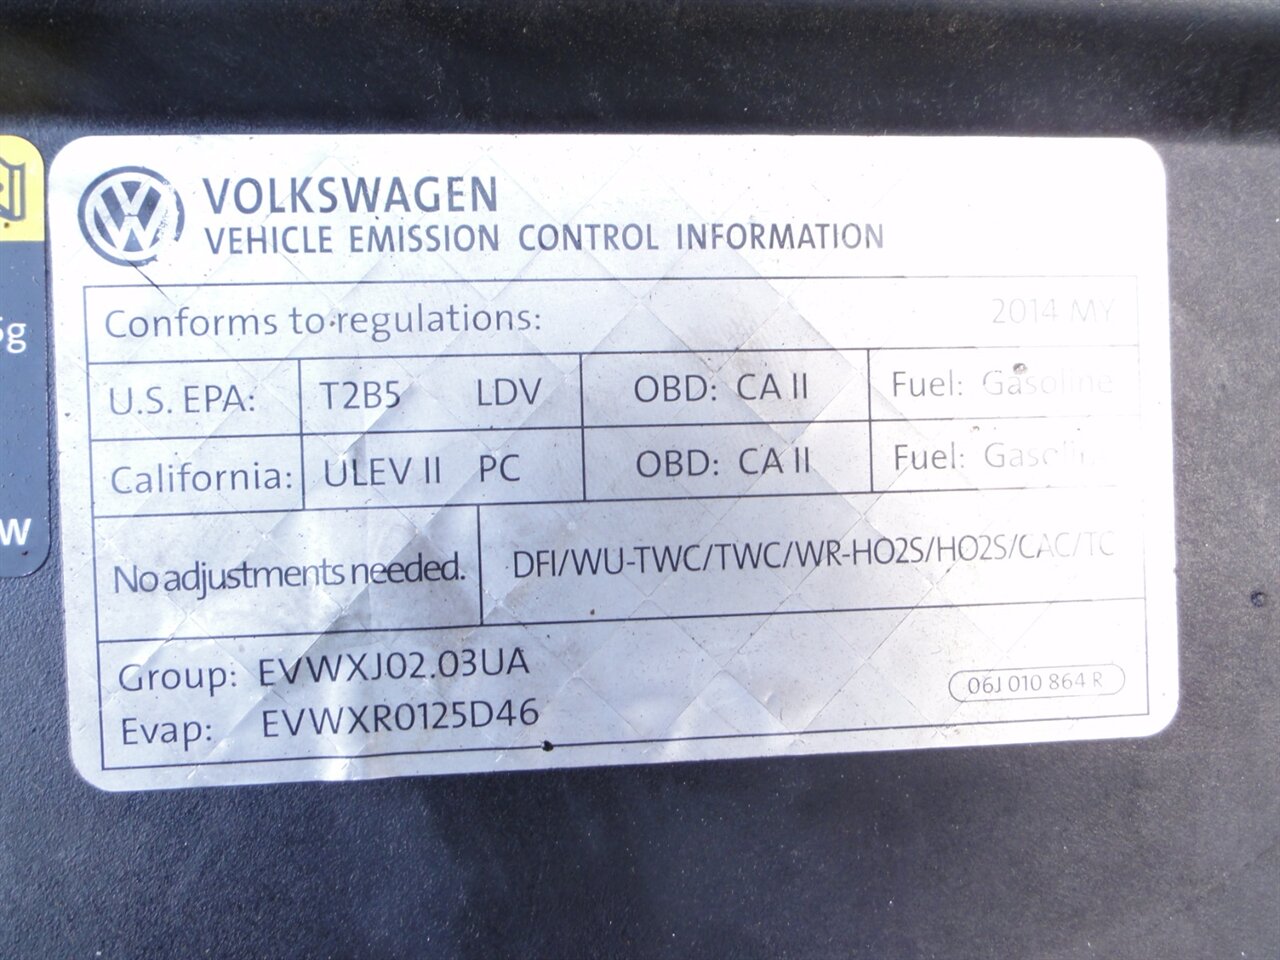 VOLKSWAGEN
VEHICLE EMISSION CONTROL INFORMATION
Conforms to regulations: 2014 MY
U.S. EPA: T2B5 LDV OBD: CA II Fuel: Gasoline
California: ULEV II PC OBD: CA II Fuel: Gasoline
No adjustments needed. DFI/WU-TWC/TWC/WR-HO2S/HO2S/CAC/TC
Group: EVWXJ02.03UA
Evap: EVWXR0125D46
06J 010 864 R